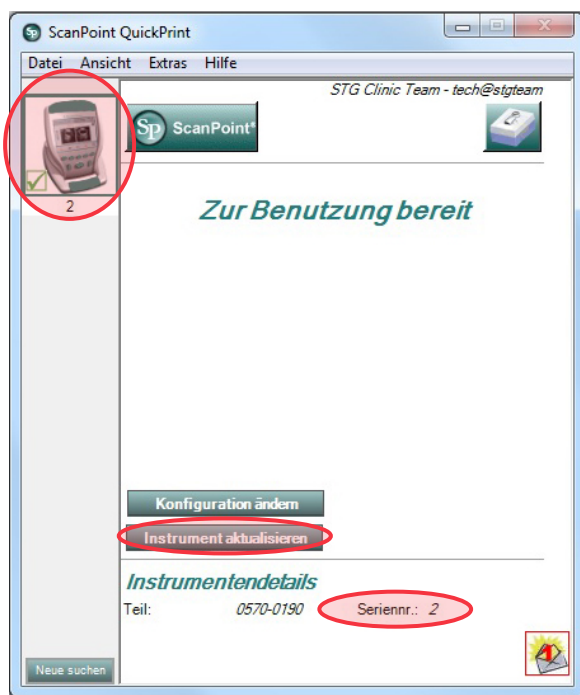 ScanPoint QuickPrint
Datei Ansicht Extras Hilfe
STG Clinic Team - tech@stgteam
Sp ScanPoint®
2
Zur Benutzung bereit
Konfiguration ändern
Instrument aktualisieren
Instrumentendetails
Teil: 0570-0190 Seriennr.: 2
Neue suchen